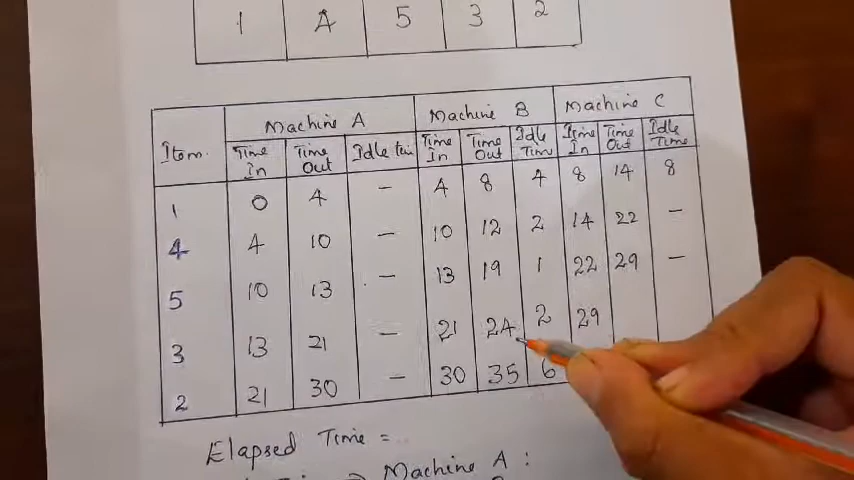 1 4 5 3 2
Machine A Machine B Machine C
Item Time In Time Out Idle Time In Time Out Idle Time Time In Time Out Idle Time
1 0 4 - 4 8 4 8 14 8
4 4 10 - 10 12 2 14 22 -
5 10 13 - 13 19 1 22 29 -
3 13 21 - 21 24 2 29
2 21 30 - 30 35 6
Elapsed Time =
Machine A :